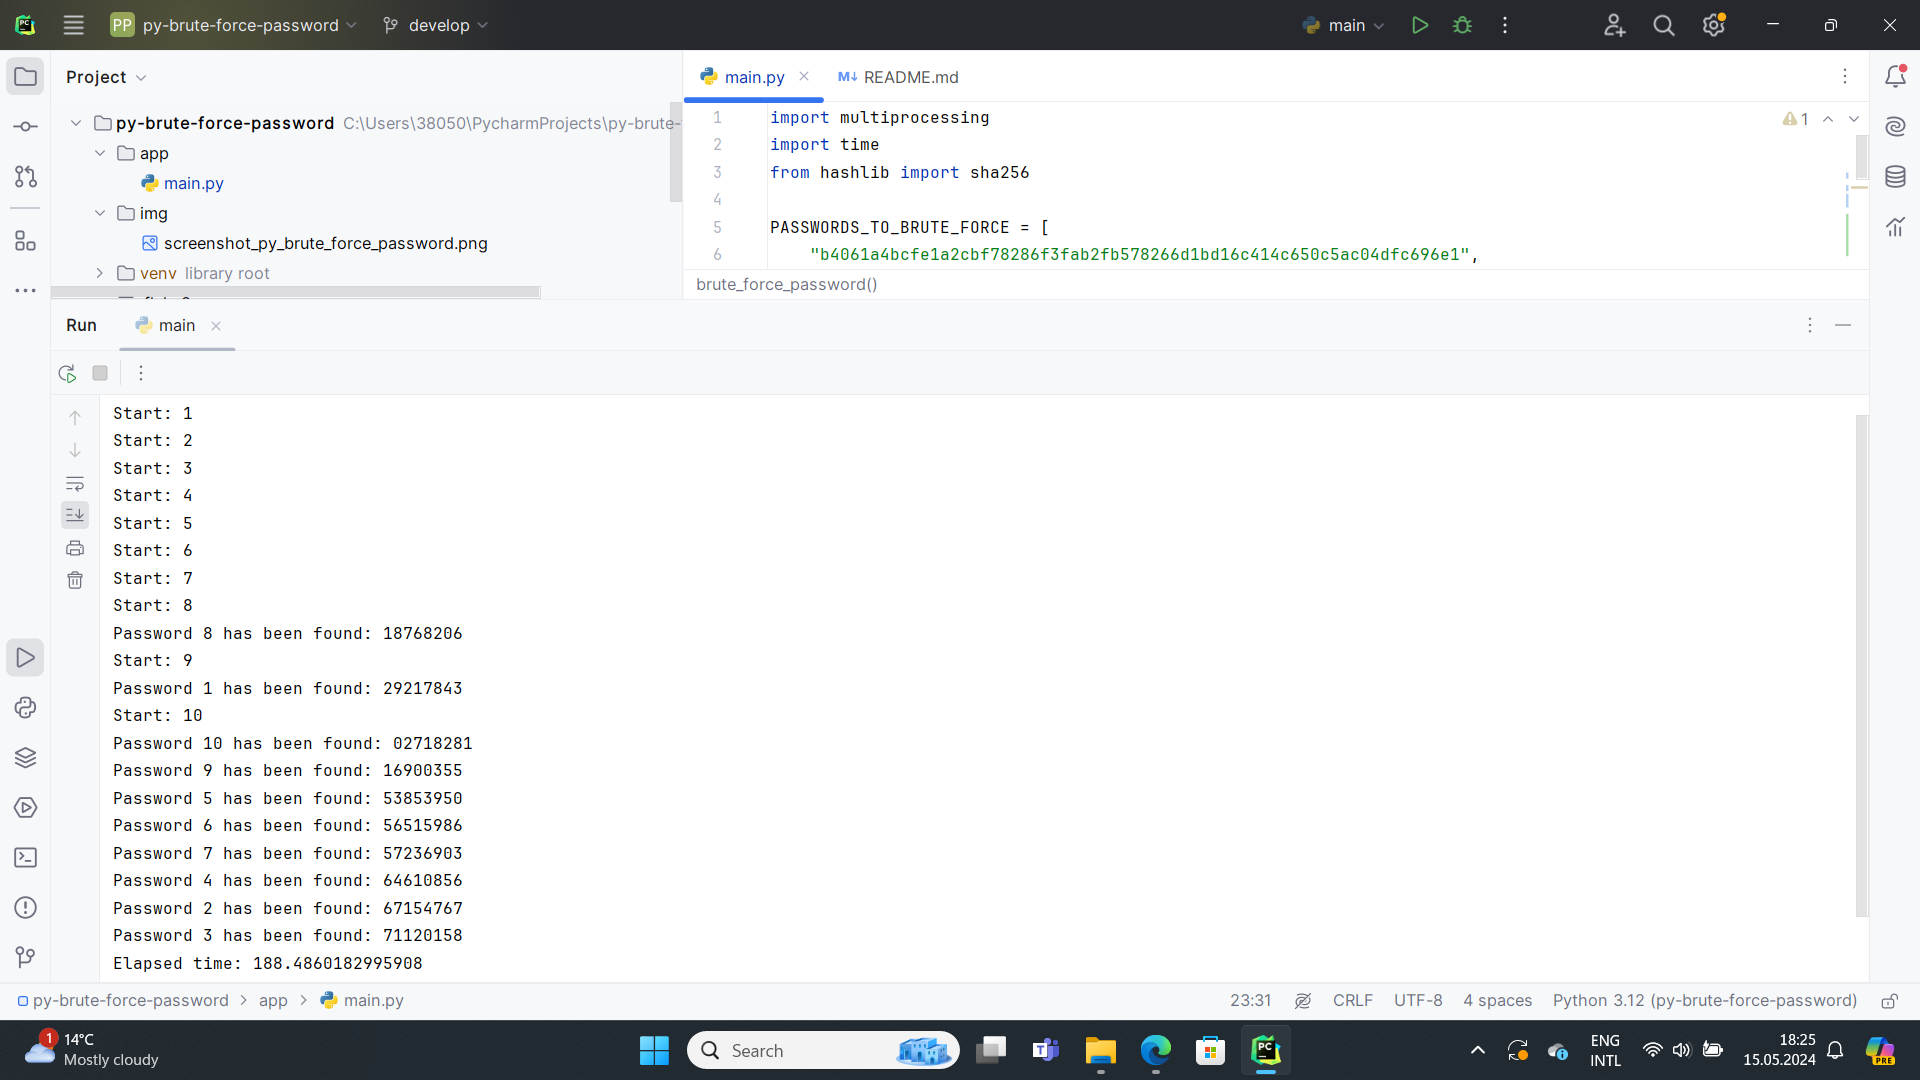 PP py-brute-force-password
develop
main
Project
py-brute-force-password C:\Users\38050\PycharmProjects\py-brute-
app
main.py
img
screenshot_py_brute_force_password.png
venv library root
main.py
M↓ README.md
1 import multiprocessing
2 import time
3 from hashlib import sha256
4
5 PASSWORDS_TO_BRUTE_FORCE = [
6 "b4061a4bcfe1a2cbf78286f3fab2fb578266d1bd16c414c650c5ac04dfc696e1",
1
brute_force_password()
Run main
Start: 1
Start: 2
Start: 3
Start: 4
Start: 5
Start: 6
Start: 7
Start: 8
Password 8 has been found: 18768206
Start: 9
Password 1 has been found: 29217843
Start: 10
Password 10 has been found: 02718281
Password 9 has been found: 16900355
Password 5 has been found: 53853950
Password 6 has been found: 56515986
Password 7 has been found: 57236903
Password 4 has been found: 64610856
Password 2 has been found: 67154767
Password 3 has been found: 71120158
Elapsed time: 188.4860182995908
py-brute-force-password > app > main.py
23:31 CRLF UTF-8 4 spaces Python 3.12 (py-brute-force-password)
1
14°C
Mostly cloudy
Search
ENG
INTL
18:25
15.05.2024
PRE